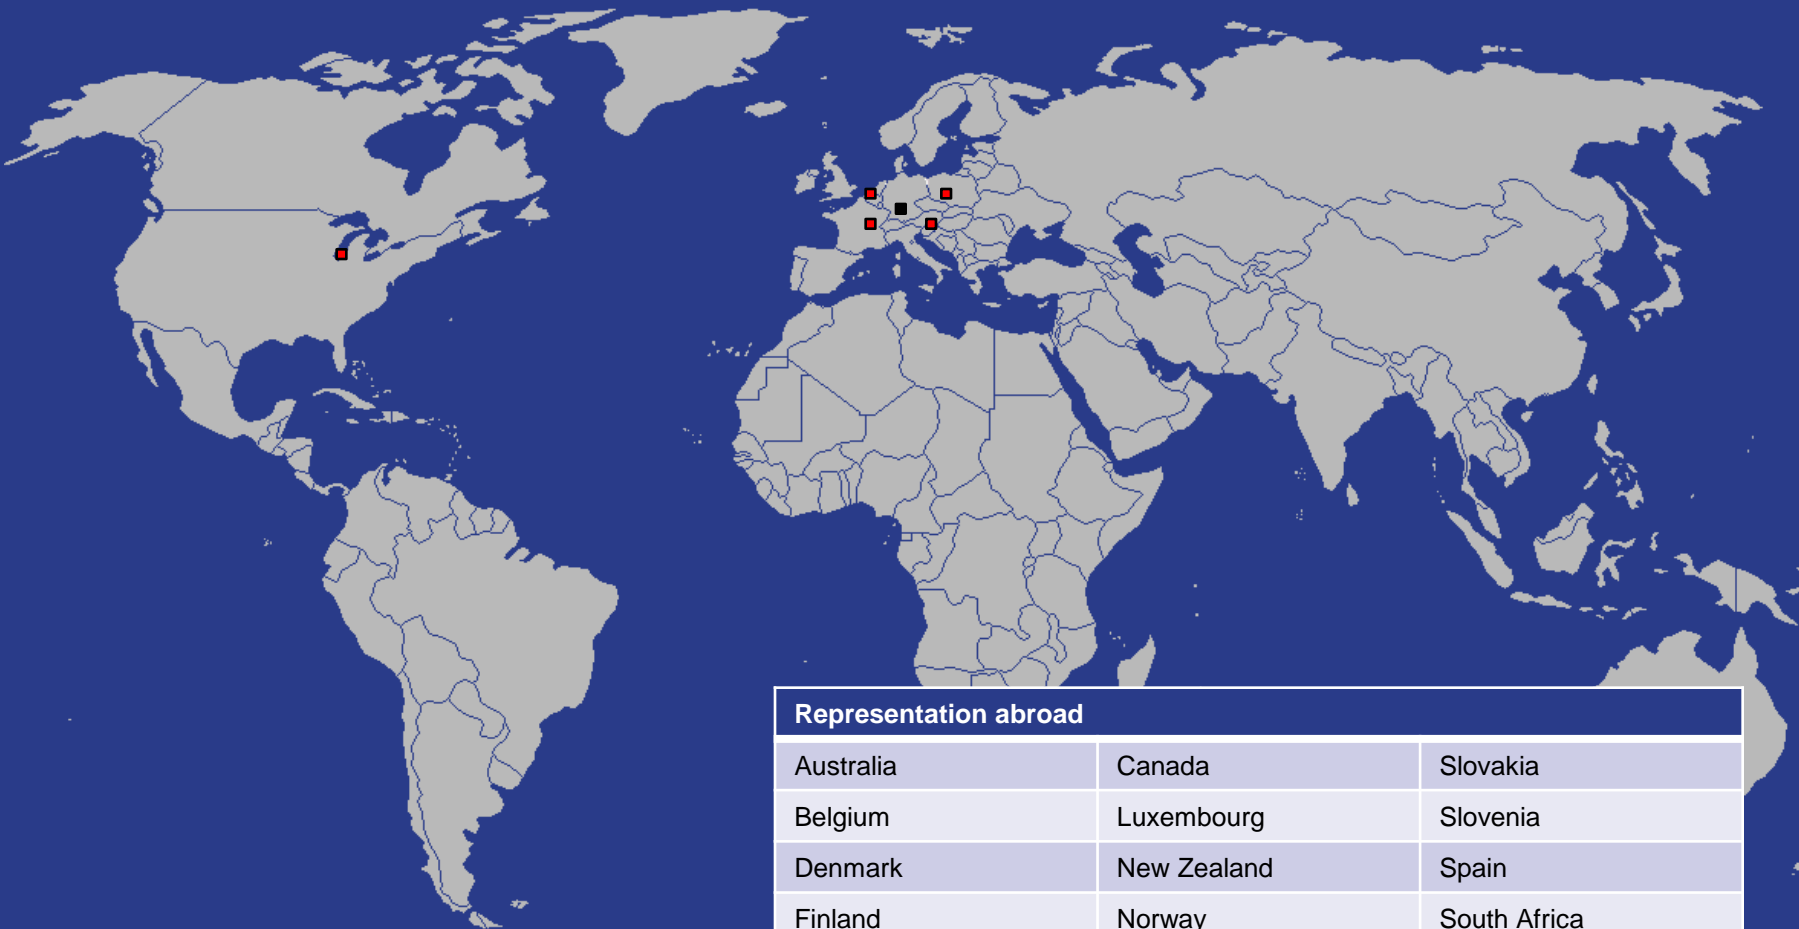 Representation abroad
Australia Canada Slovakia
Belgium Luxembourg Slovenia
Denmark New Zealand Spain
Finland Norway South Africa